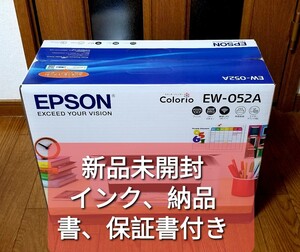 EPSON
EW-052A
EPSON
EXCEED YOUR VISION
Colorio EW-052A
新品未開封
インク、納品
書、保証書付き